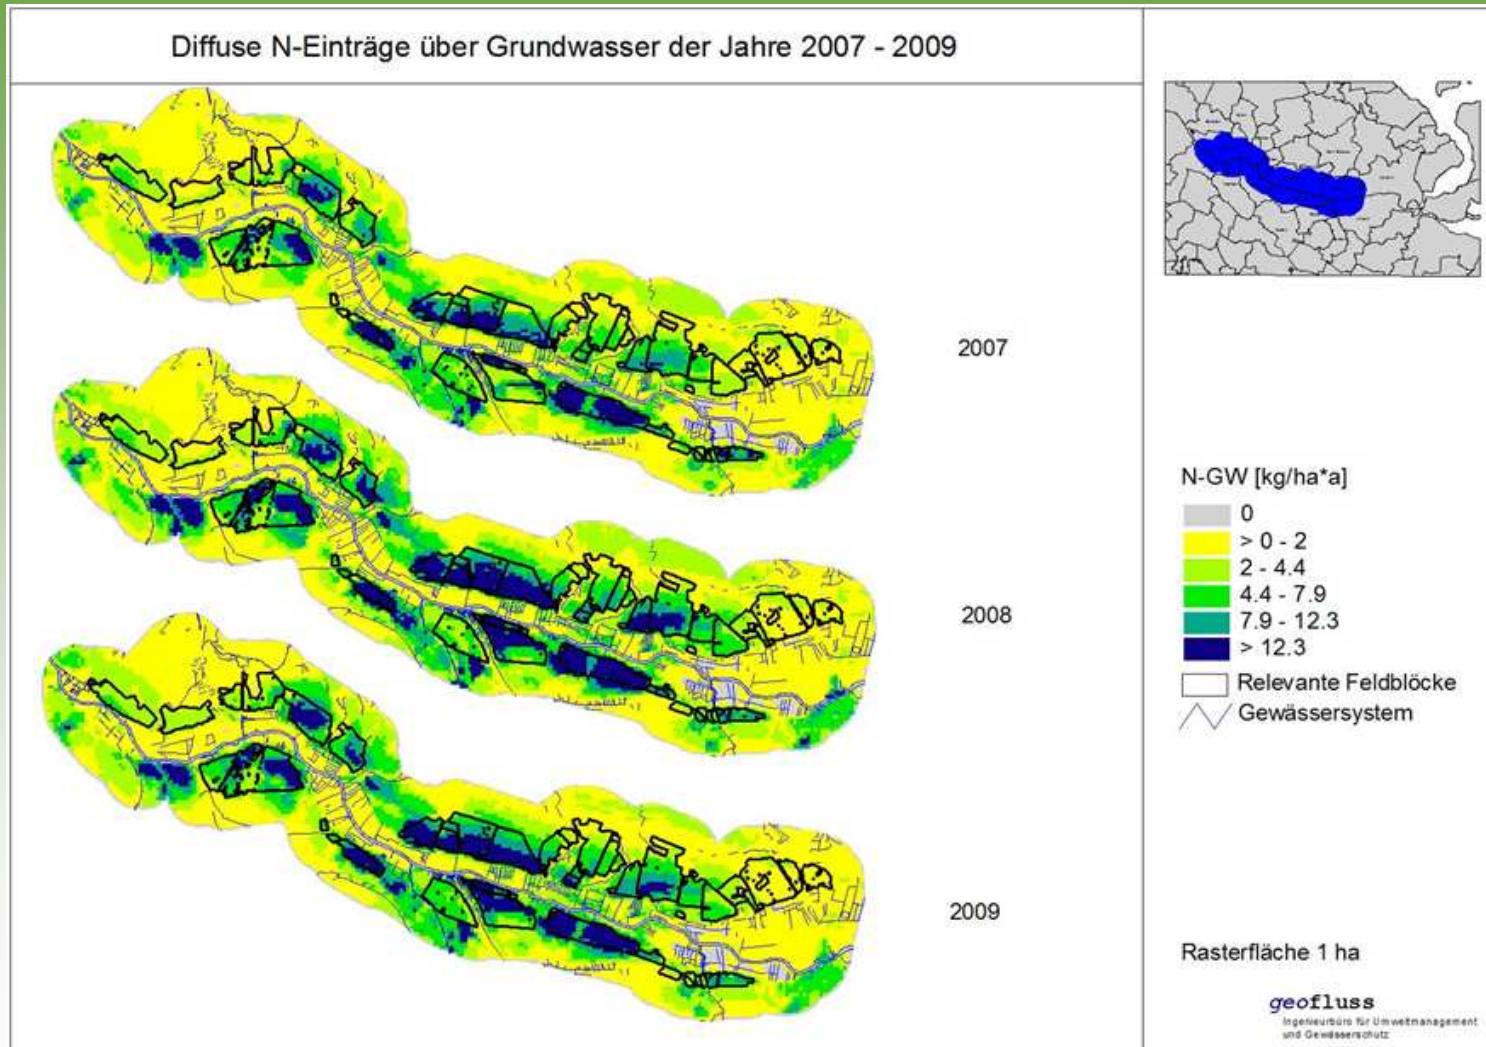 Diffuse N-Einträge über Grundwasser der Jahre 2007 - 2009
2007
2008
2009
N-GW [kg/ha*a]
0
> 0 - 2
2 - 4.4
4.4 - 7.9
7.9 - 12.3
> 12.3
Relevante Feldblöcke
Gewässersystem
Rasterfläche 1 ha
geofluss
Ingenieurbüro für Umweltmanagement
und Gewässerschutz